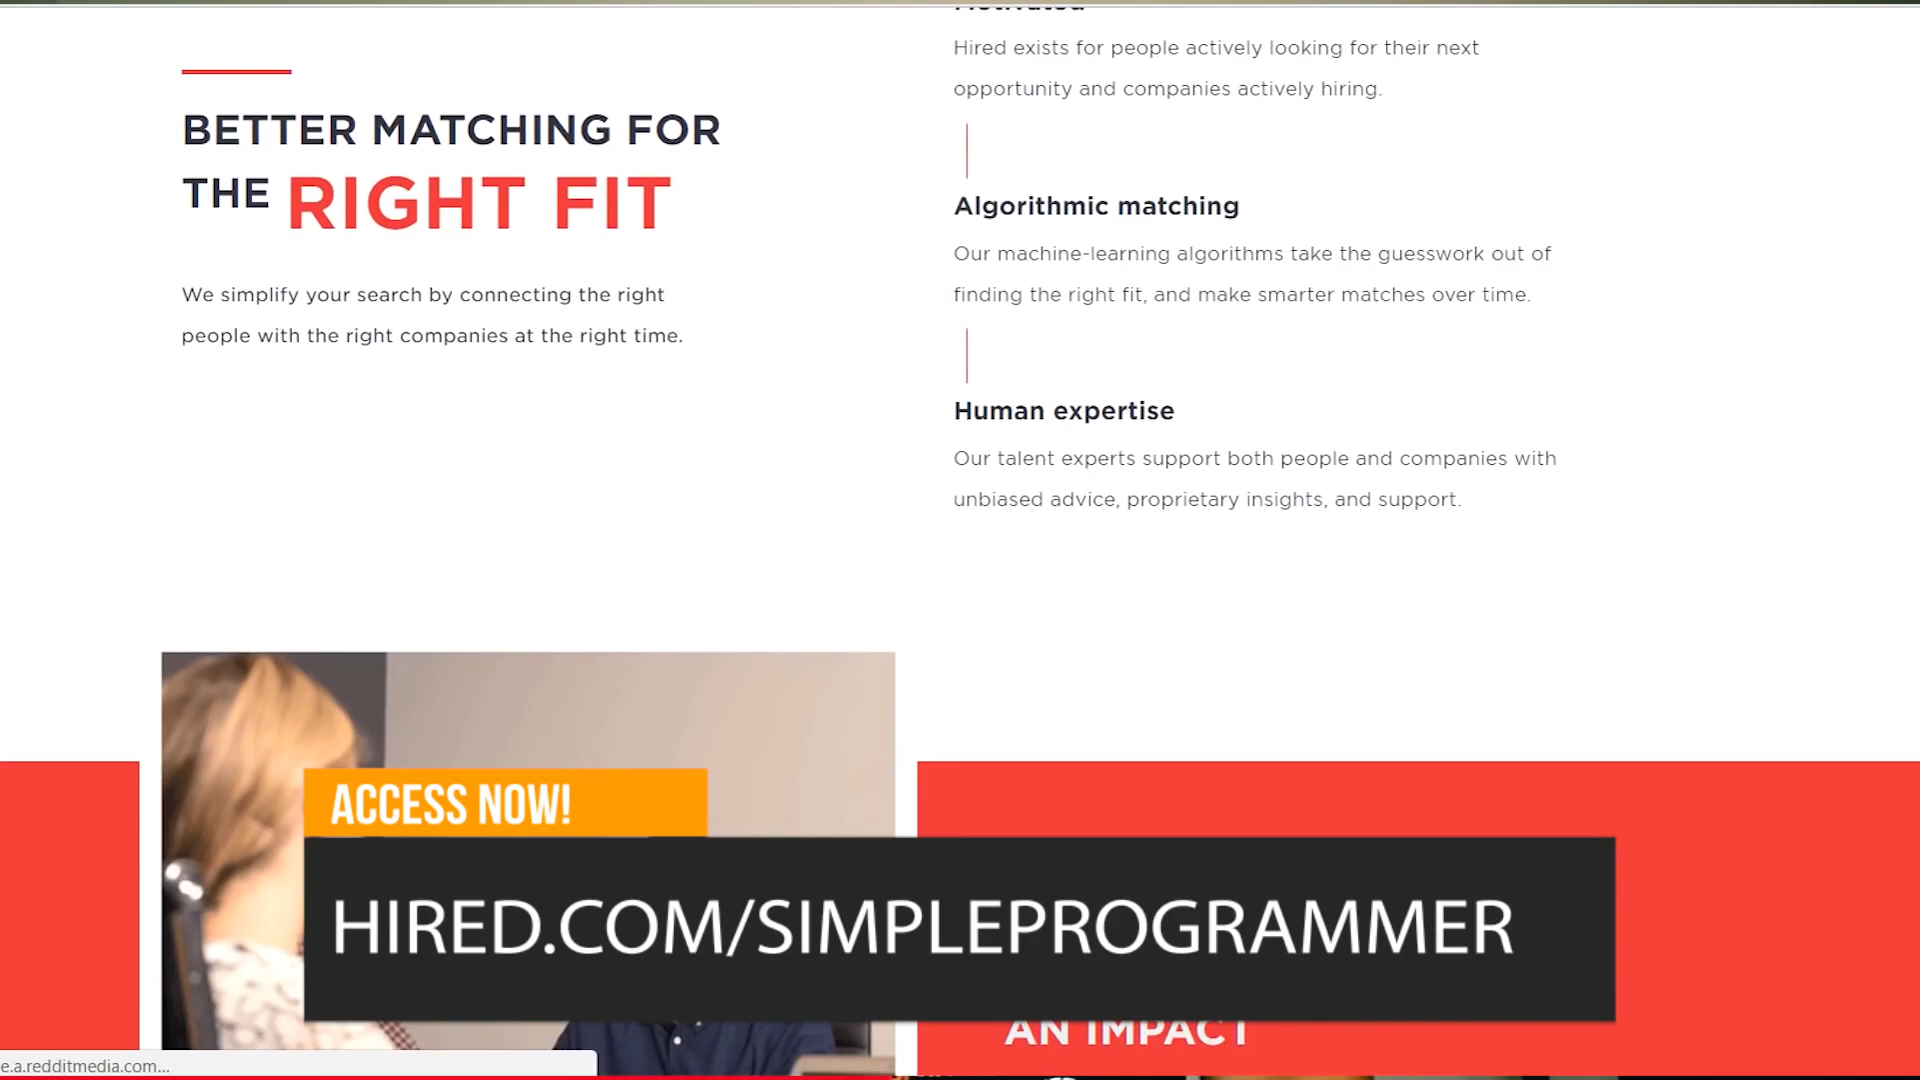 BETTER MATCHING FOR
THE RIGHT FIT
We simplify your search by connecting the right
people with the right companies at the right time.
Hired exists for people actively looking for their next
opportunity and companies actively hiring.
Algorithmic matching
Our machine-learning algorithms take the guesswork out of
finding the right fit, and make smarter matches over time.
Human expertise
Our talent experts support both people and companies with
unbiased advice, proprietary insights, and support.
ACCESS NOW!
HIRED.COM/SIMPLEPROGRAMMER
AN IMPACT
e.a.redditmedia.com...